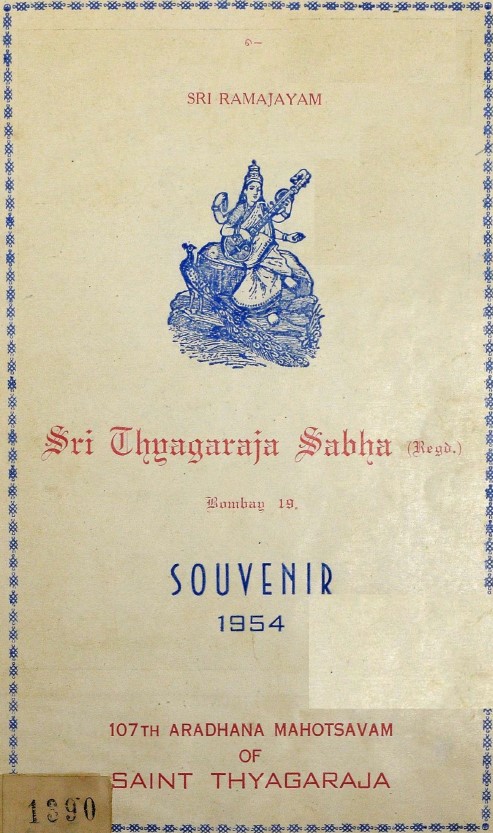 SRI RAMAJAYAM
Sri Thyagaraja Sabha (Regd.)
Bombay 19.
SOUVENIR
1954
107TH ARADHANA MAHOTSAVAM
OF
SAINT THYAGARAJA
1890